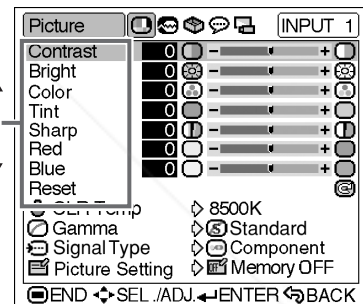 Picture INPUT 1
Contrast 0 - +
Bright 0 - +
Color 0 - +
Tint 0 - +
Sharp 0 - +
Red 0 - +
Blue 0 - +
Reset
8500K
Gamma Standard
Signal Type Component
Picture Setting Memory OFF
END SEL./ADJ. ENTER BACK